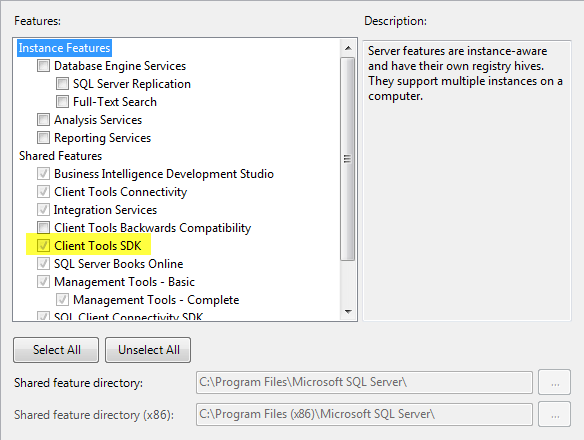 Features:
Description:
Instance Features
Database Engine Services
SQL Server Replication
Full-Text Search
Analysis Services
Reporting Services
Shared Features
Business Intelligence Development Studio
Client Tools Connectivity
Integration Services
Client Tools Backwards Compatibility
Client Tools SDK
SQL Server Books Online
Management Tools - Basic
Management Tools - Complete
SQL Client Connectivity SDK
Server features are instance-aware
and have their own registry hives.
They support multiple instances on a
computer.
Select All
Unselect All
Shared feature directory:
C:\Program Files\Microsoft SQL Server\
...
Shared feature directory (x86):
C:\Program Files (x86)\Microsoft SQL Server\
...